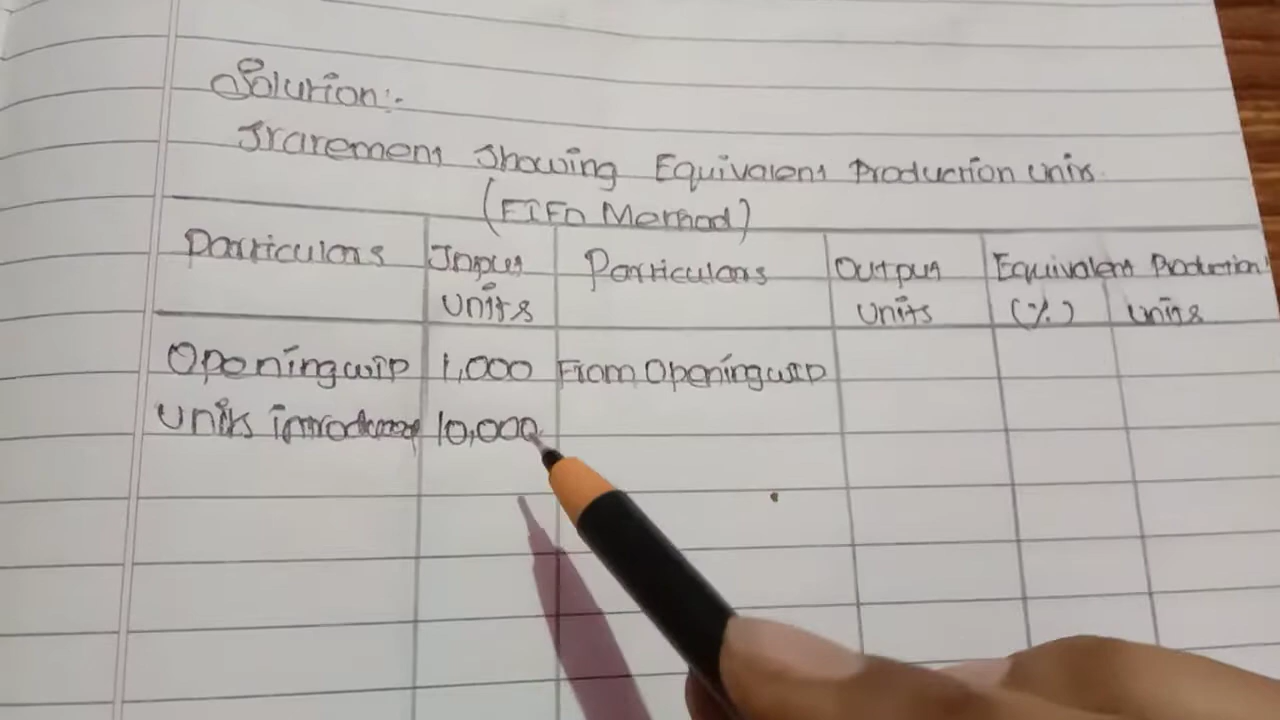 Solution:-
Statement Showing Equivalent Production Units.
(FIFO Method)
Particulars Input Particulars Output Equivalent Production
Units Units (%) Units
Opening WIP 1,000 From Opening WIP
Units introduced 10,000